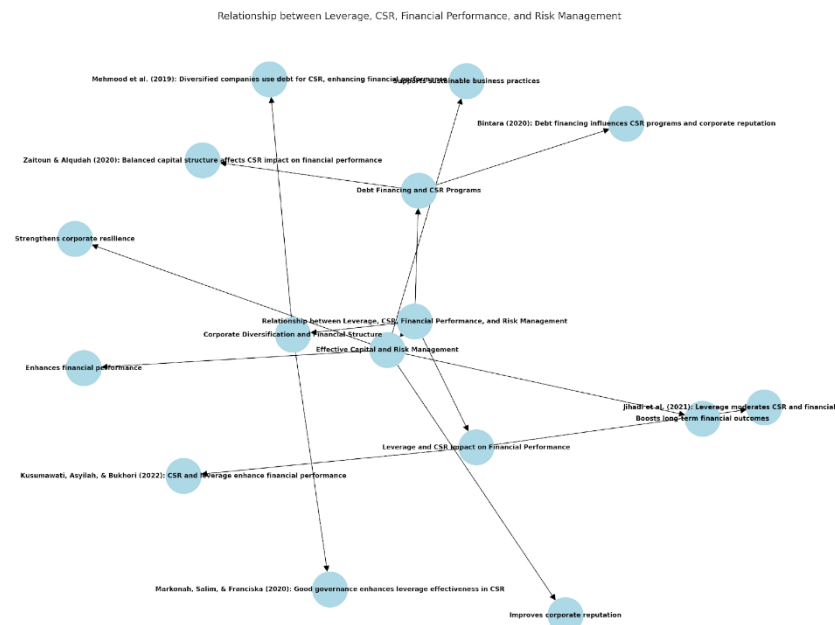 Relationship between Leverage, CSR, Financial Performance, and Risk Management
Mehmood et al. (2019): Diversified companies use debt for CSR, enhancing financial performance
Supports sustainable business practices
Bintara (2020): Debt financing influences CSR programs and corporate reputation
Zaitoun & Alqudah (2020): Balanced capital structure affects CSR impact on financial performance
Debt Financing and CSR Programs
Strengthens corporate resilience
Relationship between Leverage, CSR, Financial Performance, and Risk Management
Corporate Diversification and Financial Structure
Effective Capital and Risk Management
Enhances financial performance
Jihadi et al. (2021): Leverage moderates CSR and financial
Boosts long-term financial outcomes
Leverage and CSR Impact on Financial Performance
Kusumawati, Asyilah, & Bukhori (2022): CSR and leverage enhance financial performance
Markonah, Salim, & Franciska (2020): Good governance enhances leverage effectiveness in CSR
Improves corporate reputation